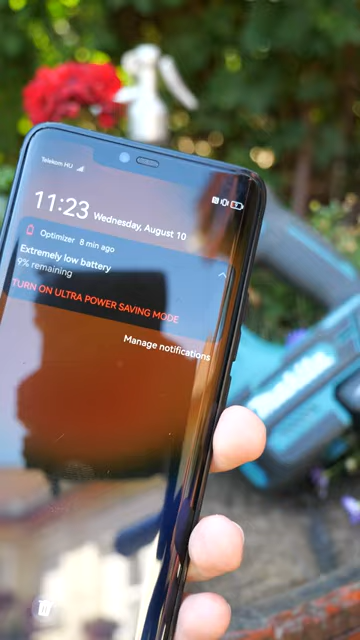 Telekom HU
11:23 Wednesday, August 10
Optimizer 8 min ago
Extremely low battery
9% remaining
TURN ON ULTRA POWER SAVING MODE
Manage notifications
makita